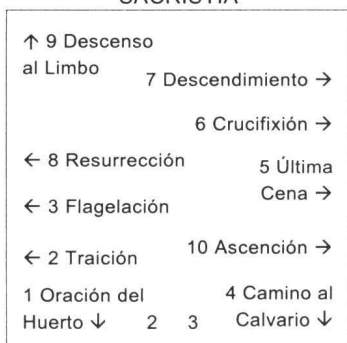 SACRISTÍA
↑ 9 Descenso
al Limbo
7 Descendimiento →
6 Crucifixión →
← 8 Resurrección
5 Última
Cena →
← 3 Flagelación
10 Ascención →
← 2 Traición
1 Oración del
Huerto ↓
2 3
4 Camino al
Calvario ↓